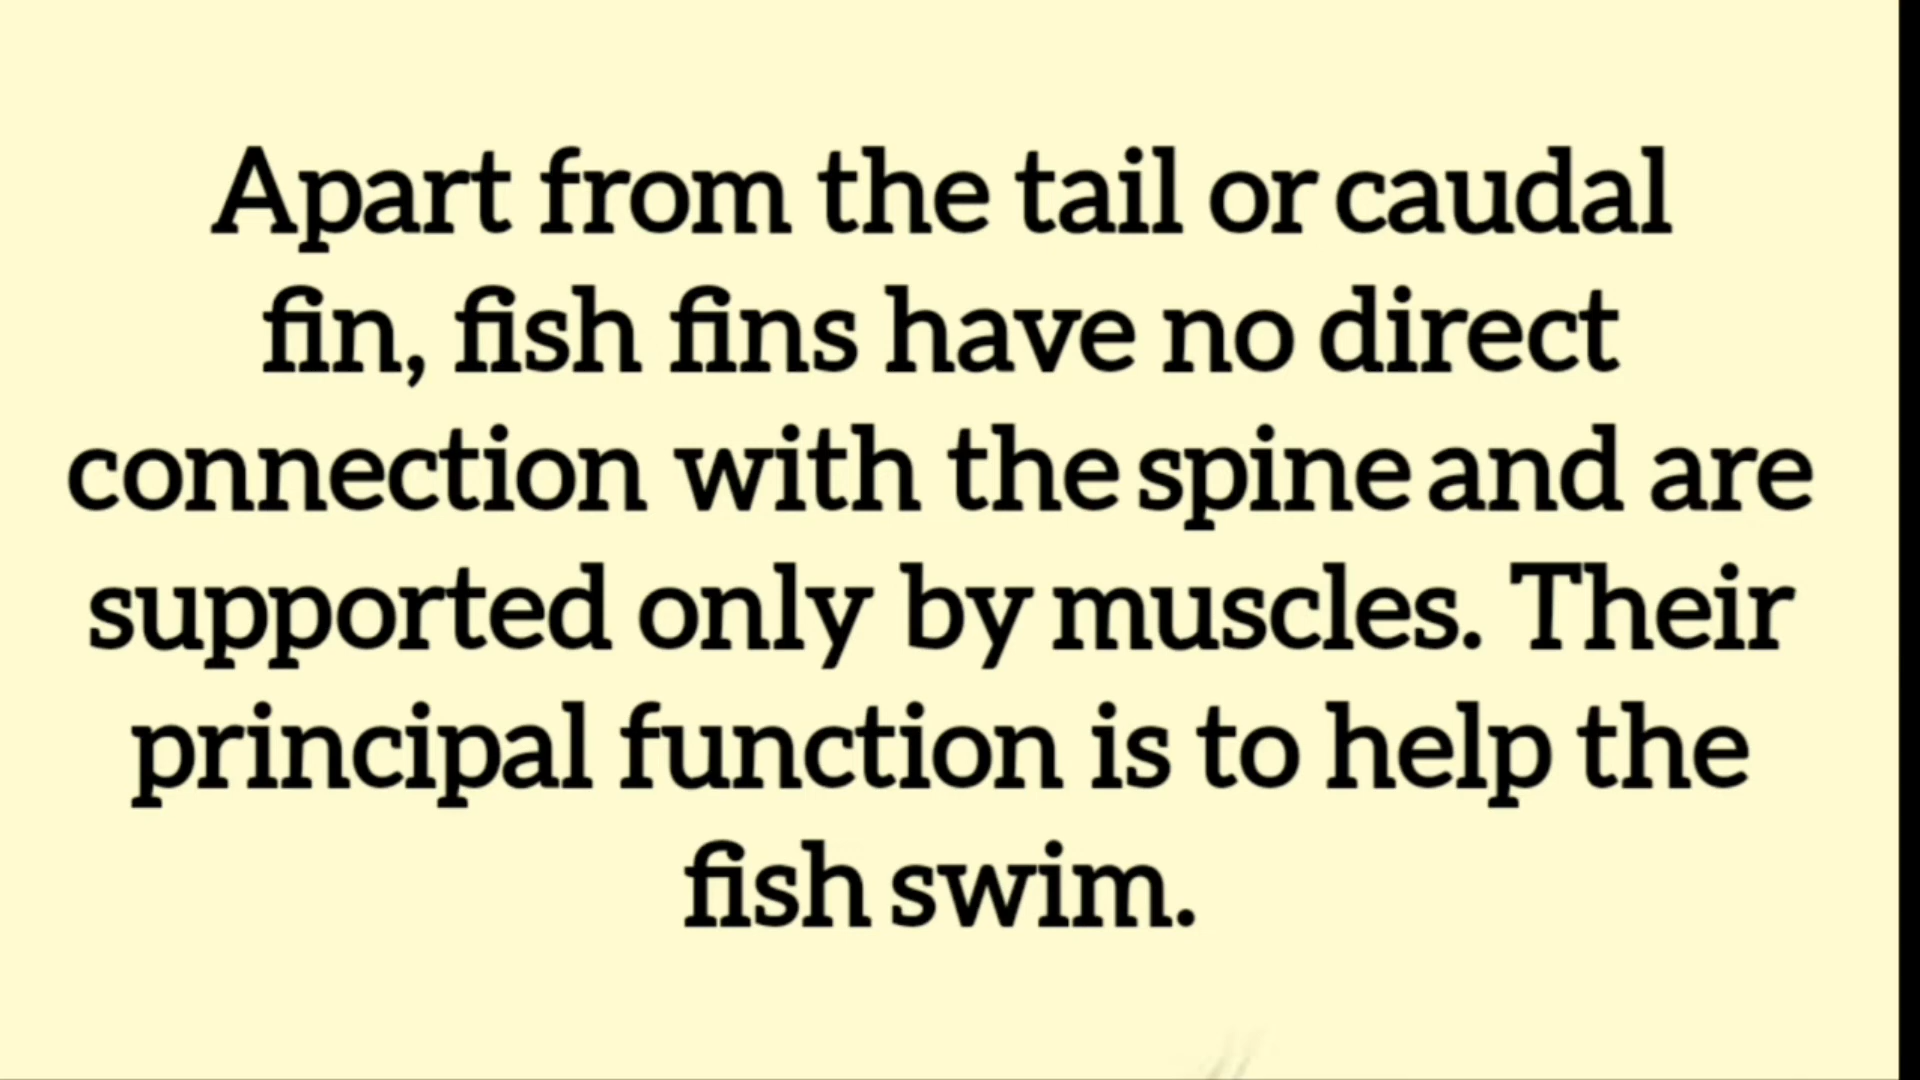 Apart from the tail or caudal
fin, fish fins have no direct
connection with the spine and are
supported only by muscles. Their
principal function is to help the
fish swim.